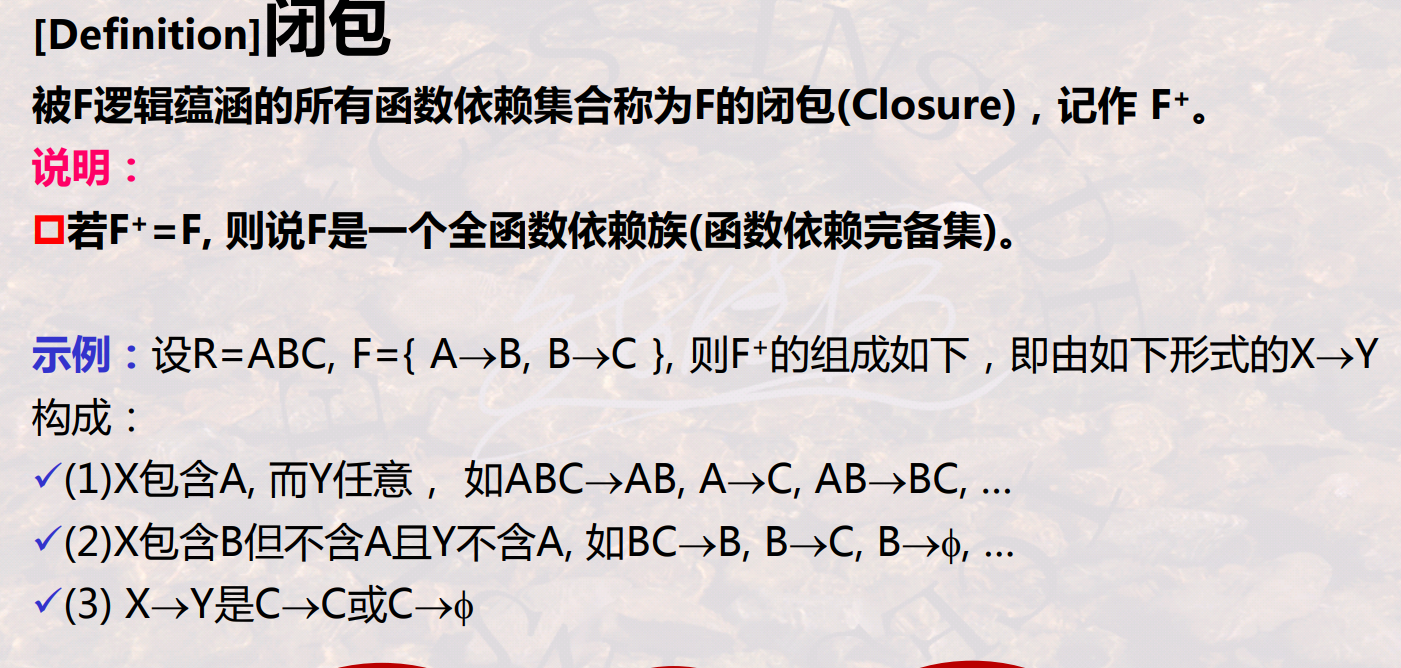 [Definition]闭包
被F逻辑蕴涵的所有函数依赖集合称为F的闭包(Closure)，记作 F⁺。
说明：
若F⁺=F, 则说F是一个全函数依赖族(函数依赖完备集)。
示例：设R=ABC, F={ A→B, B→C }, 则F⁺的组成如下，即由如下形式的X→Y
构成：
✓(1)X包含A, 而Y任意， 如ABC→AB, A→C, AB→BC, …
✓(2)X包含B但不含A且Y不含A, 如BC→B, B→C, B→ϕ, …
✓(3) X→Y是C→C或C→ϕ